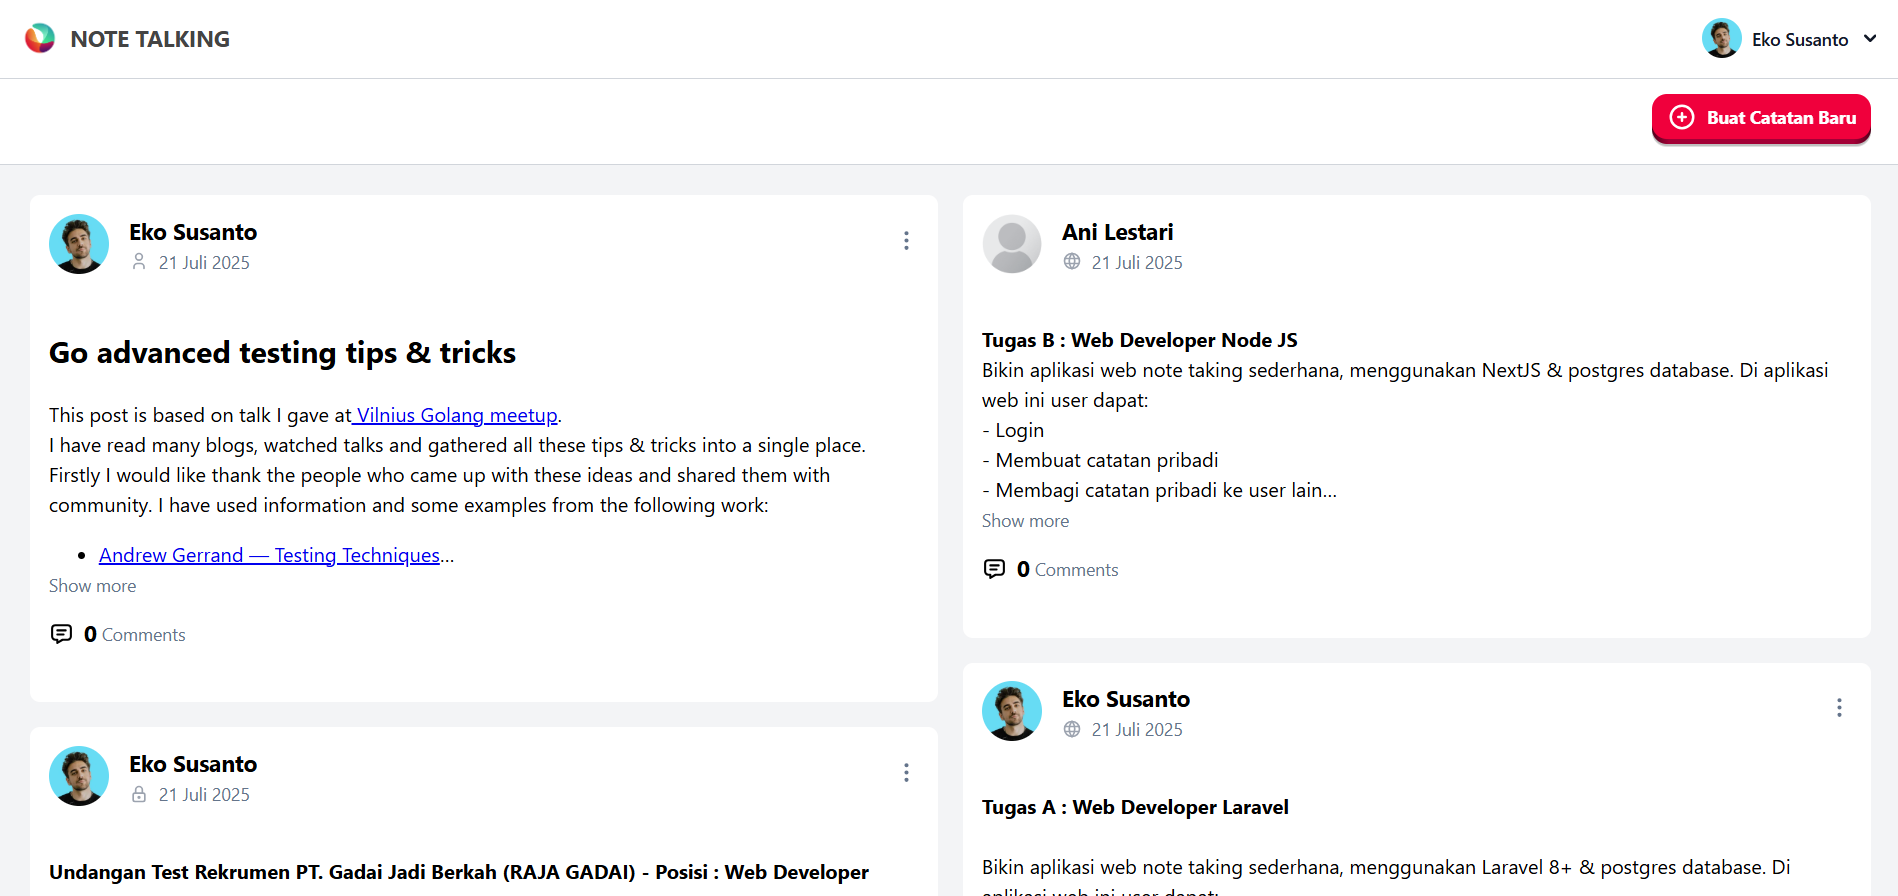 NOTE TALKING
Eko Susanto
Buat Catatan Baru
Eko Susanto
21 Juli 2025
Go advanced testing tips & tricks
This post is based on talk I gave at Vilnius Golang meetup.
I have read many blogs, watched talks and gathered all these tips & tricks into a single place.
Firstly I would like thank the people who came up with these ideas and shared them with
community. I have used information and some examples from the following work:
• Andrew Gerrand — Testing Techniques...
Show more
0 Comments
Eko Susanto
21 Juli 2025
Undangan Test Rekrumen PT. Gadai Jadi Berkah (RAJA GADAI) - Posisi : Web Developer
Ani Lestari
21 Juli 2025
Tugas B : Web Developer Node JS
Bikin aplikasi web note taking sederhana, menggunakan NextJS & postgres database. Di aplikasi
web ini user dapat:
- Login
- Membuat catatan pribadi
- Membagi catatan pribadi ke user lain...
Show more
0 Comments
Eko Susanto
21 Juli 2025
Tugas A : Web Developer Laravel
Bikin aplikasi web note taking sederhana, menggunakan Laravel 8+ & postgres database. Di
aplikasi web ini user dapat: